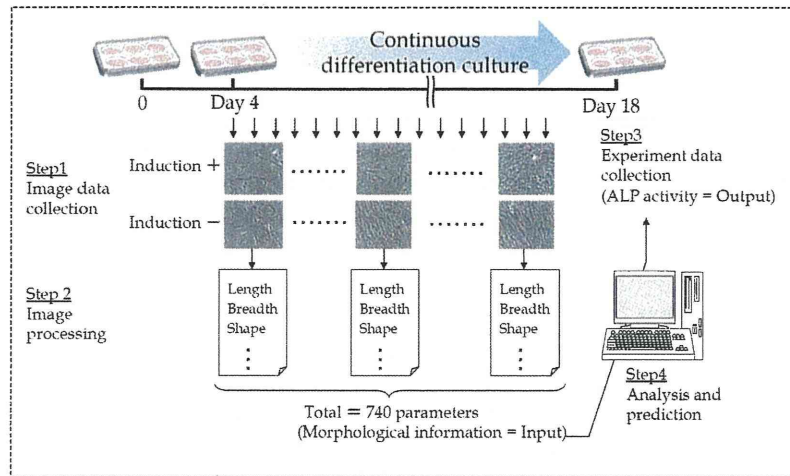 Continuous
differentiation culture
0
Day 4
Day 18
Step1
Image data
collection
Induction +
Induction −
Step3
Experiment data
collection
(ALP activity = Output)
Step 2
Image
processing
Length
Breadth
Shape
Length
Breadth
Shape
Length
Breadth
Shape
Step4
Analysis and
prediction
Total = 740 parameters
(Morphological information = Input)